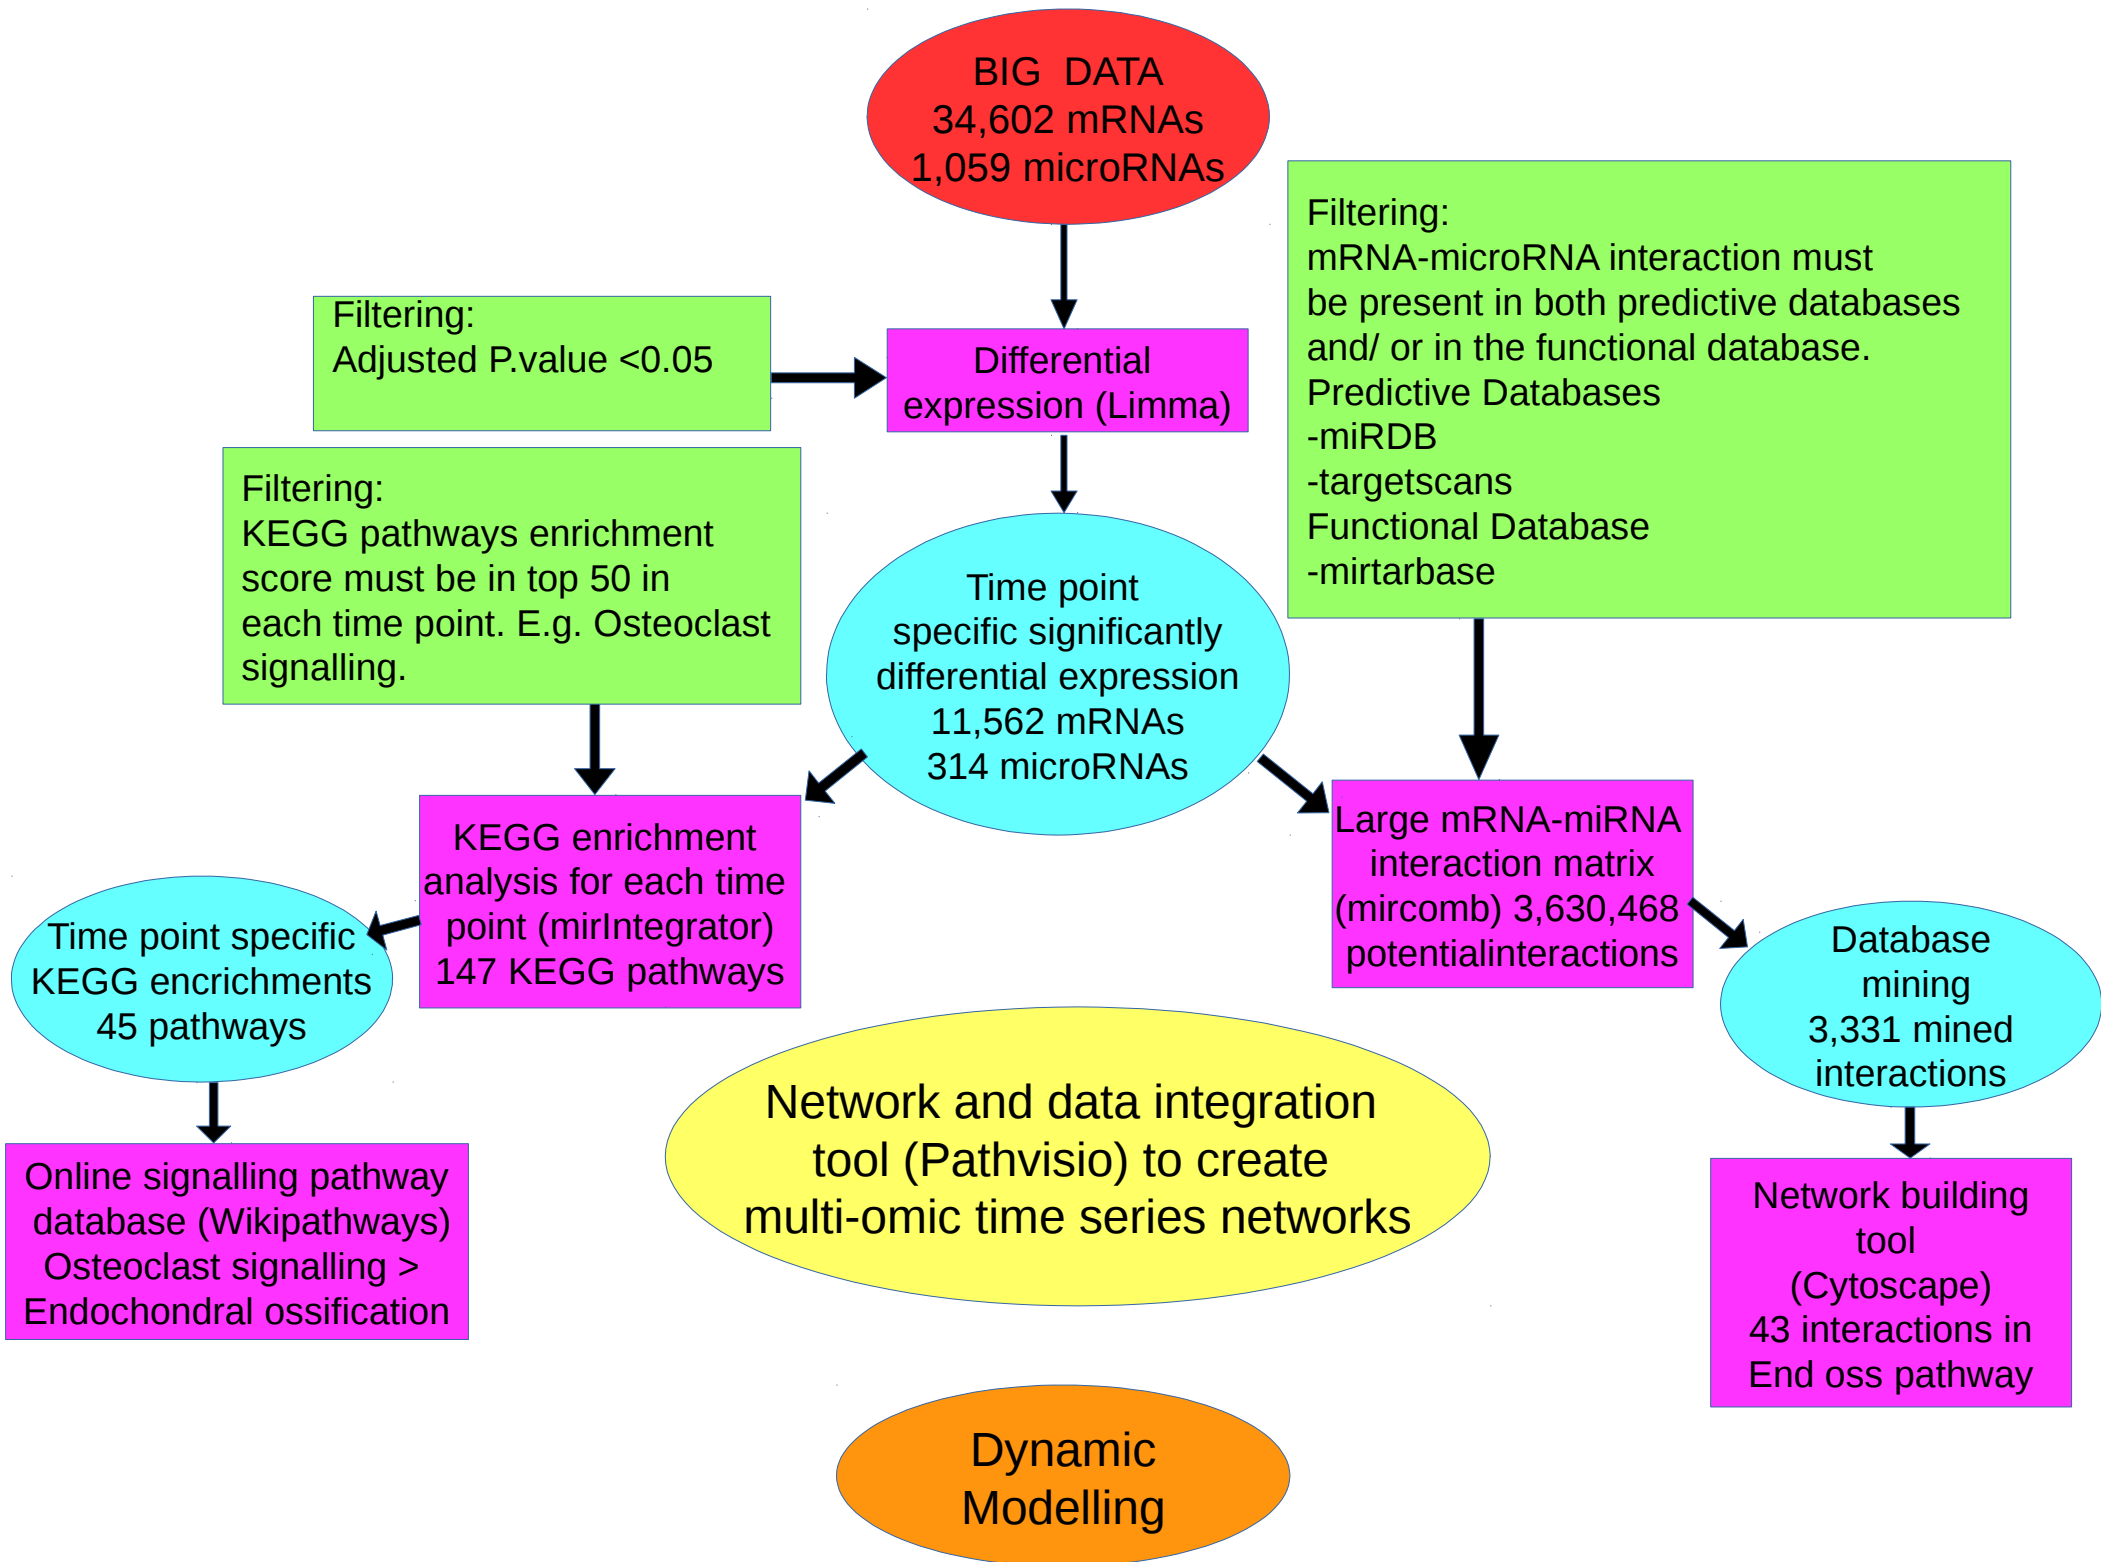 BIG  DATA
34,602 mRNAs
1,059 microRNAs
Filtering:
Adjusted P.value <0.05
Differential
expression (Limma)
Filtering:
mRNA-microRNA interaction must
be present in both predictive databases
and/ or in the functional database.
Predictive Databases
-miRDB
-targetscans
Functional Database
-mirtarbase
Filtering:
KEGG pathways enrichment
score must be in top 50 in
each time point. E.g. Osteoclast
signalling.
Time point
specific significantly
differential expression
11,562 mRNAs
314 microRNAs
KEGG enrichment
analysis for each time
point (mirIntegrator)
147 KEGG pathways
Large mRNA-miRNA
interaction matrix
(mircomb) 3,630,468
potentialinteractions
Time point specific
KEGG encrichments
45 pathways
Database
mining
3,331 mined
interactions
Online signalling pathway
database (Wikipathways)
Osteoclast signalling >
Endochondral ossification
Network and data integration
tool (Pathvisio) to create
multi-omic time series networks
Network building
tool
(Cytoscape)
43 interactions in
End oss pathway
Dynamic
Modelling